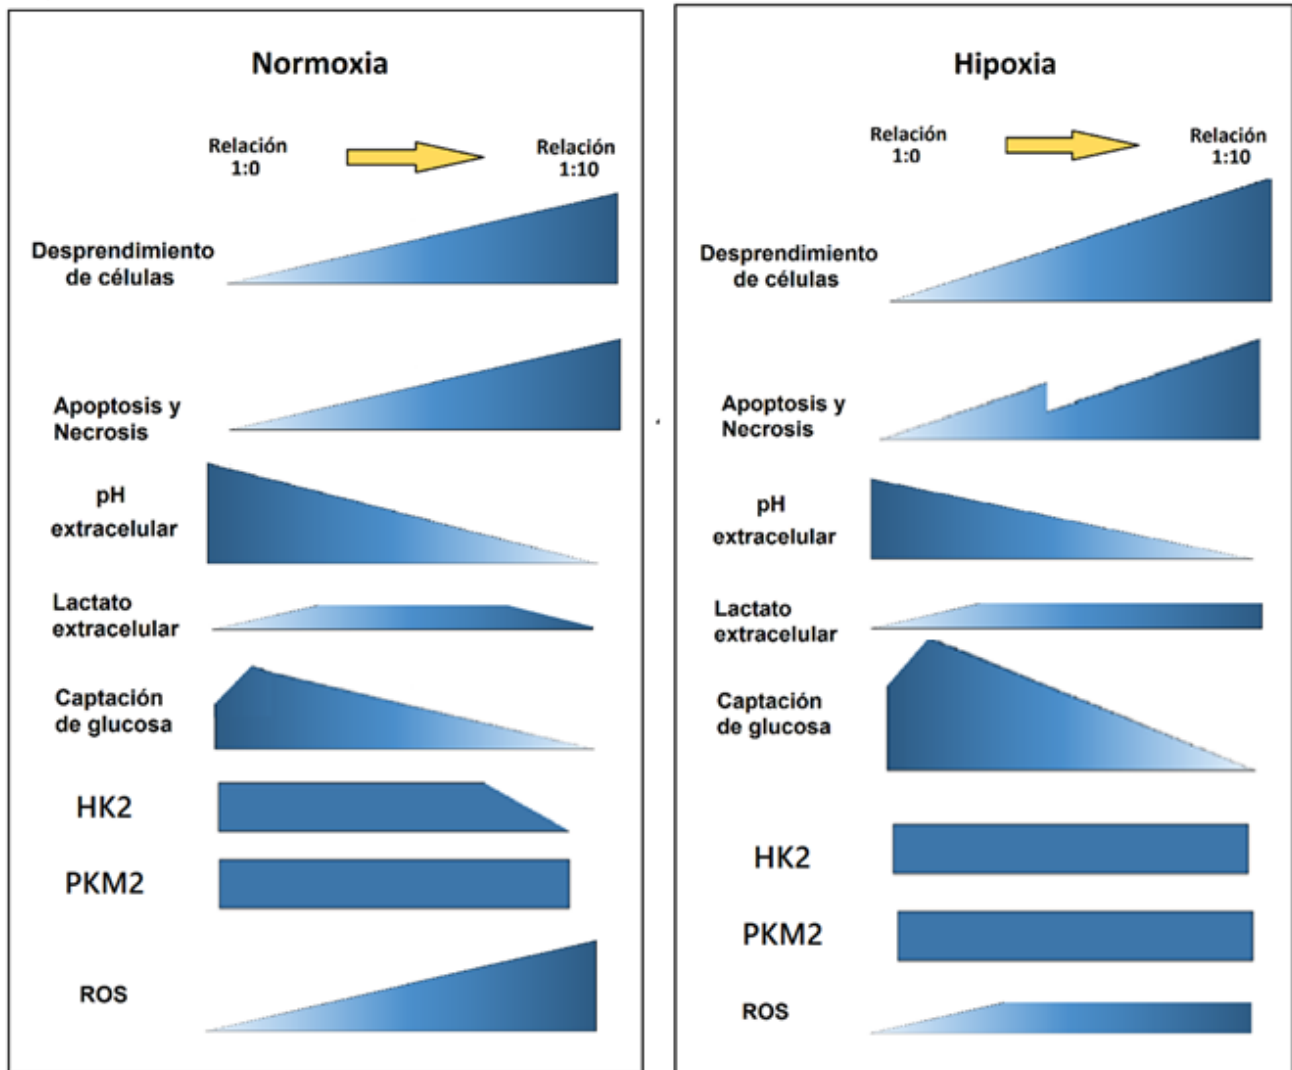 Normoxia
Relación
1:0
Relación
1:10
Desprendimiento
de células
Apoptosis y
Necrosis
pH
extracelular
Lactato
extracelular
Captación
de glucosa
HK2
PKM2
ROS
Hipoxia
Relación
1:0
Relación
1:10
Desprendimiento
de células
Apoptosis y
Necrosis
pH
extracelular
Lactato
extracelular
Captación
de glucosa
HK2
PKM2
ROS